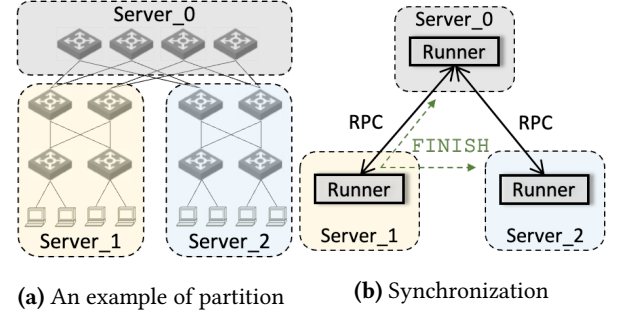 Server_0
Server_1
Server_2
(a) An example of partition
Server_0
Runner
RPC
RPC
FINISH
Runner
Runner
Server_1
Server_2
(b) Synchronization